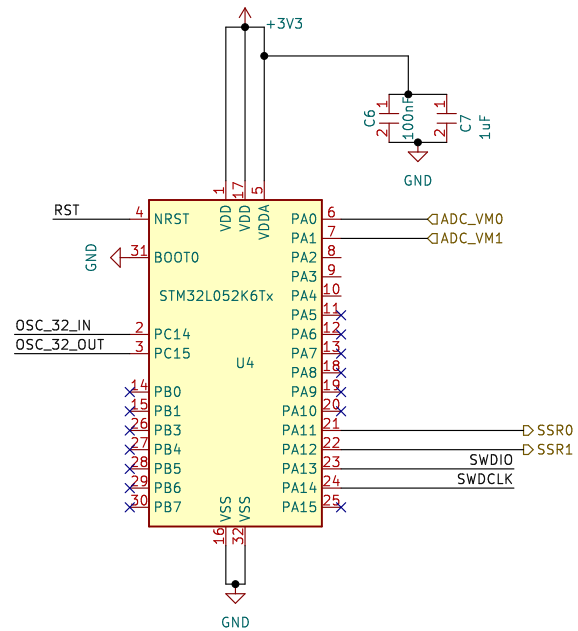 +3V3
C6
1
2
100nF
1
2
C7
1uF
GND
1
17
5
VDD
VDD
VDDA
RST
4
NRST
GND
31
BOOT0
STM32L052K6Tx
OSC_32_IN
2
PC14
OSC_32_OUT
3
PC15
U4
14
PB0
15
PB1
26
PB3
27
PB4
28
PB5
29
PB6
30
PB7
PA0
6
ADC_VM0
PA1
7
ADC_VM1
PA2
8
PA3
9
PA4
10
PA5
11
PA6
12
PA7
13
PA8
18
PA9
19
PA10
20
PA11
21
SSR0
PA12
22
SSR1
PA13
23
SWDIO
PA14
24
SWDCLK
PA15
25
VSS
VSS
16
32
GND